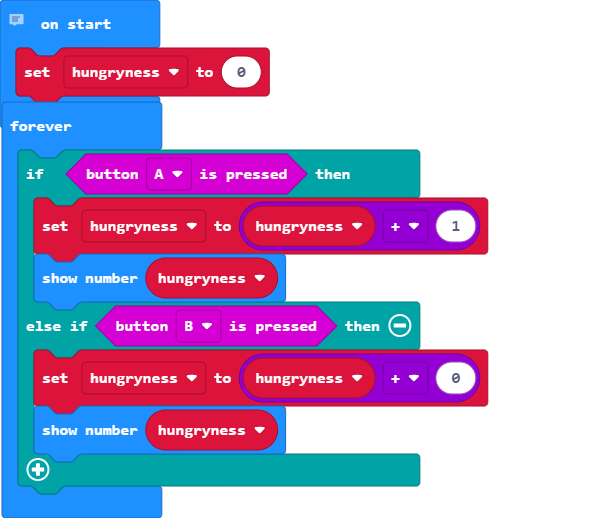 on start
set hungryness to 0
forever
if button A is pressed then
set hungryness to hungryness + 1
show number hungryness
else if button B is pressed then
set hungryness to hungryness + 0
show number hungryness